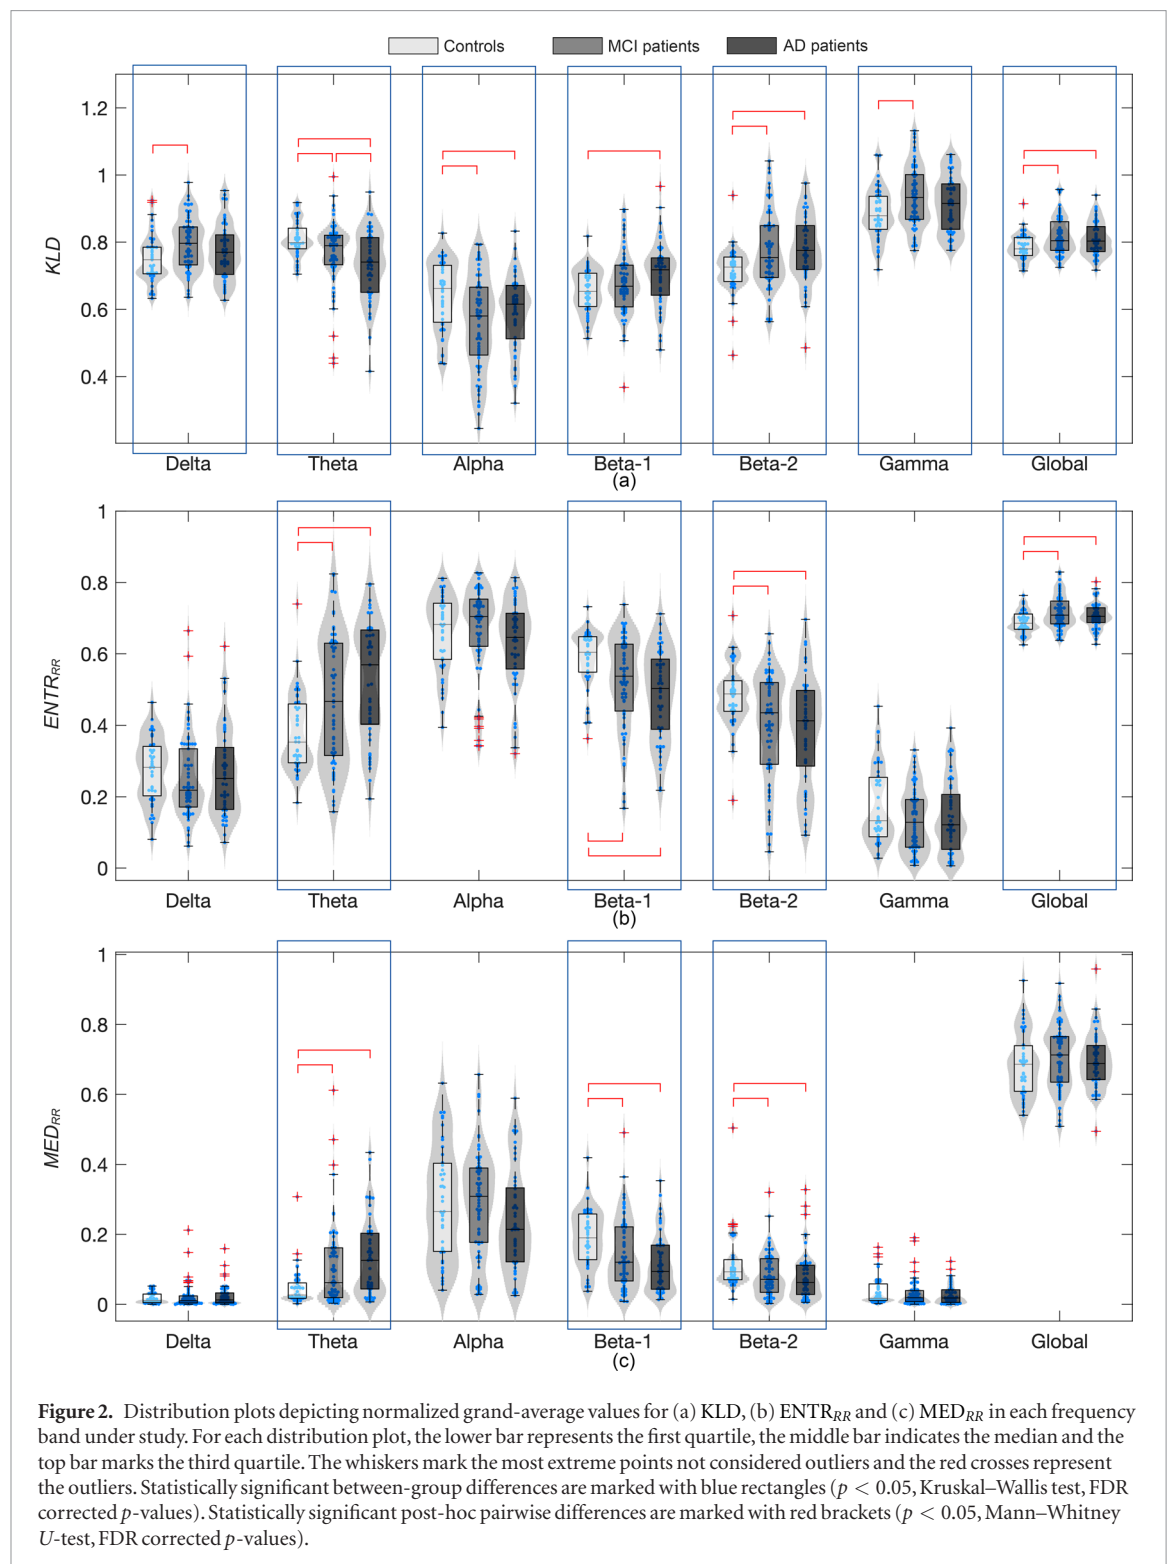 Controls MCI patients AD patients
1.2
1
0.8
0.6
0.4
KLD
Delta Theta Alpha Beta-1 Beta-2 Gamma Global
(a)
1
0.8
0.6
0.4
0.2
0
ENTR_RR
Delta Theta Alpha Beta-1 Beta-2 Gamma Global
(b)
1
0.8
0.6
0.4
0.2
0
MED_RR
Delta Theta Alpha Beta-1 Beta-2 Gamma Global
(c)
Figure 2. Distribution plots depicting normalized grand-average values for (a) KLD, (b) ENTR_RR and (c) MED_RR in each frequency
band under study. For each distribution plot, the lower bar represents the first quartile, the middle bar indicates the median and the
top bar marks the third quartile. The whiskers mark the most extreme points not considered outliers and the red crosses represent
the outliers. Statistically significant between-group differences are marked with blue rectangles (p < 0.05, Kruskal–Wallis test, FDR
corrected p-values). Statistically significant post-hoc pairwise differences are marked with red brackets (p < 0.05, Mann–Whitney
U-test, FDR corrected p-values).